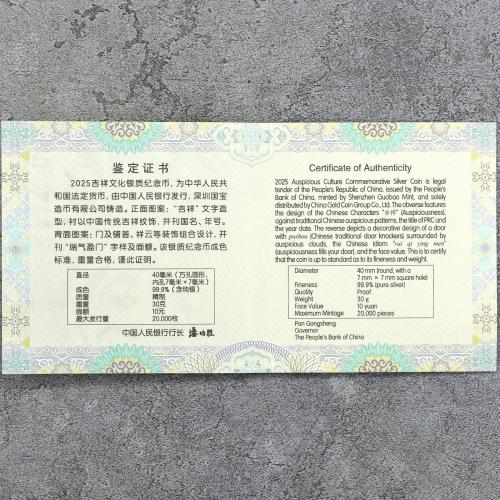 鉴定证书
2025吉祥文化银质纪念币，为中华人民共
和国法定货币，由中国人民银行发行，深圳国宝
造币有限公司铸造。正面图案：“吉祥”文字造
型，衬以中国传统吉祥纹饰，并刊国名、年号。
背面图案：门及铺首、祥云等装饰组合设计，并
刊“瑞气盈门”字样及面额。该银质纪念币成色
标准，重量合格，谨此证明。
直径 40毫米（方孔圆形，
内孔7毫米×7毫米）
成色 99.9%（含纯银）
质量 精制
重量 30克
面额 10元
最大发行量 20,000枚
中国人民银行行长 潘功胜
Certificate of Authenticity
2025 Auspicious Culture Commemorative Silver Coin is legal
tender of the People's Republic of China, issued by the People's
Bank of China, minted by Shenzhen Guobao Mint, and solely
distributed by China Gold Coin Group Co., Ltd. The obverse features
the design of the Chinese Characters "吉祥" (Auspiciousness),
against traditional Chinese auspicious patterns, the title of PRC and
the year. The reverse depicts a decorative design of a door
with pushou (Chinese traditional door knockers) surrounded by
auspicious clouds, the Chinese idiom "rui qi ying men"
(auspiciousness fills your door), and the face value. This is to certify
that the coin is up to standard as to its fineness and weight.
Diameter 40 mm (round, with a
7 mm × 7 mm square hole)
Fineness 99.9% (pure silver)
Quality Proof
Weight 30 g
Face Value 10 yuan
Maximum Mintage 20,000 pieces
Pan Gongsheng
Governor
The People's Bank of China